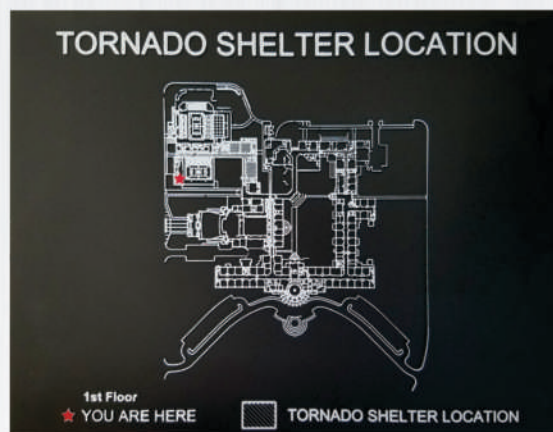 TORNADO SHELTER LOCATION
1st Floor
YOU ARE HERE
TORNADO SHELTER LOCATION